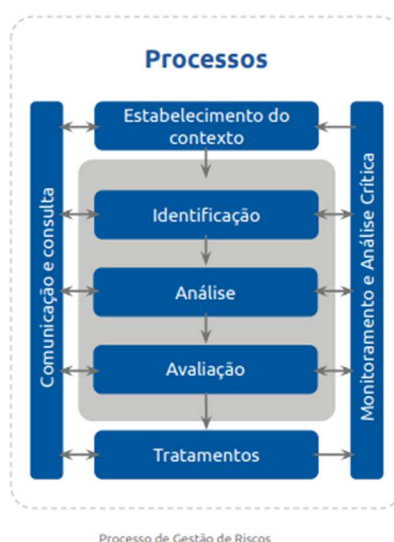 Processos
Estabelecimento do
contexto
Comunicação e consulta
Identificação
Análise
Avaliação
Tratamentos
Monitoramento e Análise Crítica
Processo de Gestão de Riscos